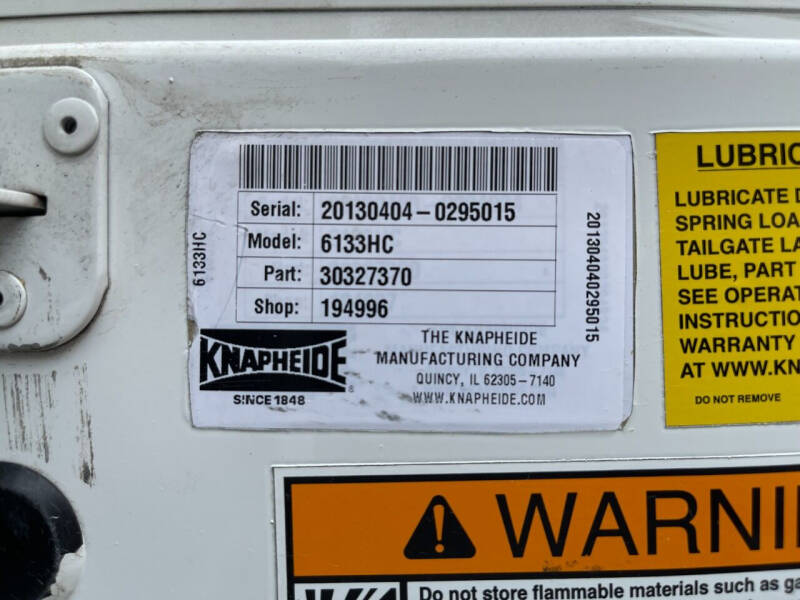 Serial: 20130404-0295015
Model: 6133HC
Part: 30327370
Shop: 194996
6133HC
201304040295015
KNAPHEIDE
SINCE 1848
THE KNAPHEIDE
MANUFACTURING COMPANY
QUINCY, IL 62305-7140
WWW.KNAPHEIDE.COM
LUBRIC
LUBRICATE
SPRING LOA
TAILGATE LA
LUBE, PART
SEE OPERAT
INSTRUCTIO
WARRANTY
AT WWW.KN
DO NOT REMOVE
WARNI
Do not store flammable materials such as ga